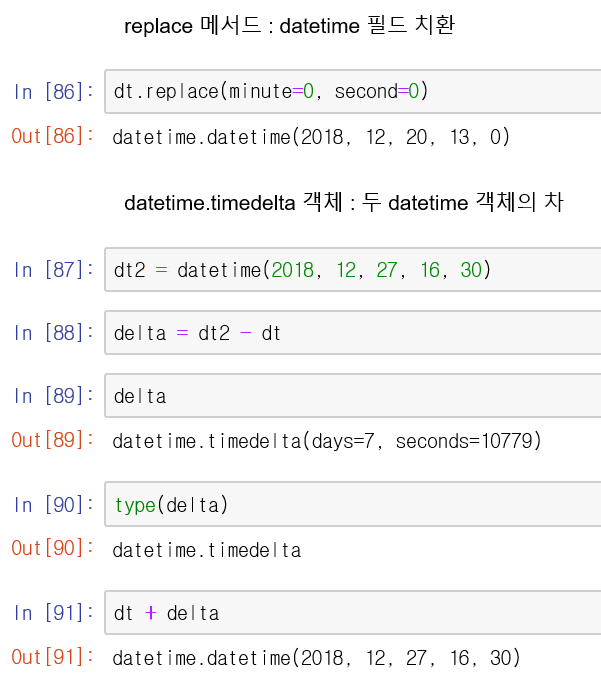 replace 메서드 : datetime 필드 치환
In [86]: dt.replace(minute=0, second=0)
Out[86]: datetime.datetime(2018, 12, 20, 13, 0)
datetime.timedelta 객체 : 두 datetime 객체의 차
In [87]: dt2 = datetime(2018, 12, 27, 16, 30)
In [88]: delta = dt2 - dt
In [89]: delta
Out[89]: datetime.timedelta(days=7, seconds=10779)
In [90]: type(delta)
Out[90]: datetime.timedelta
In [91]: dt + delta
Out[91]: datetime.datetime(2018, 12, 27, 16, 30)